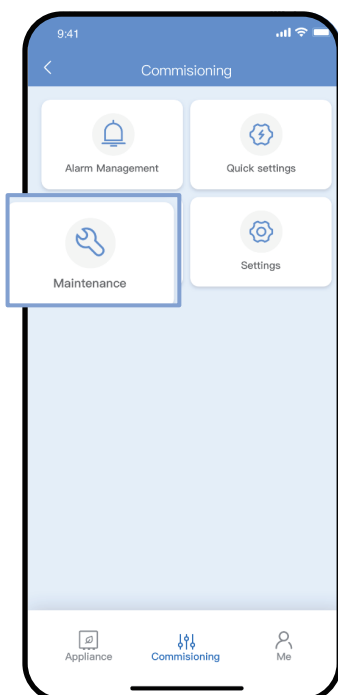 9:41
Commisioning
Alarm Management
Quick settings
Maintenance
Settings
Appliance
Commisioning
Me